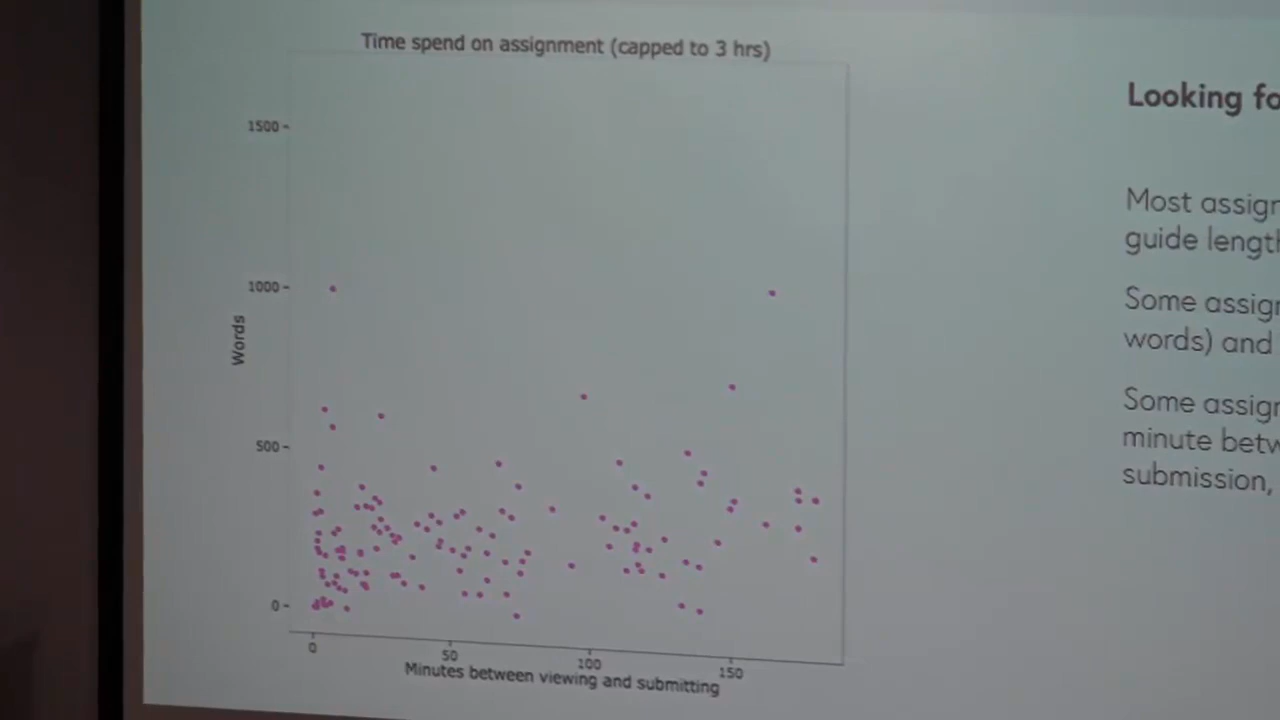 Time spend on assignment (capped to 3 hrs)
1500
1000
500
0
Words
0
50
100
150
Minutes between viewing and submitting
Looking fo
Most assign
guide length
Some assign
words) and
Some assign
minute betw
submission,